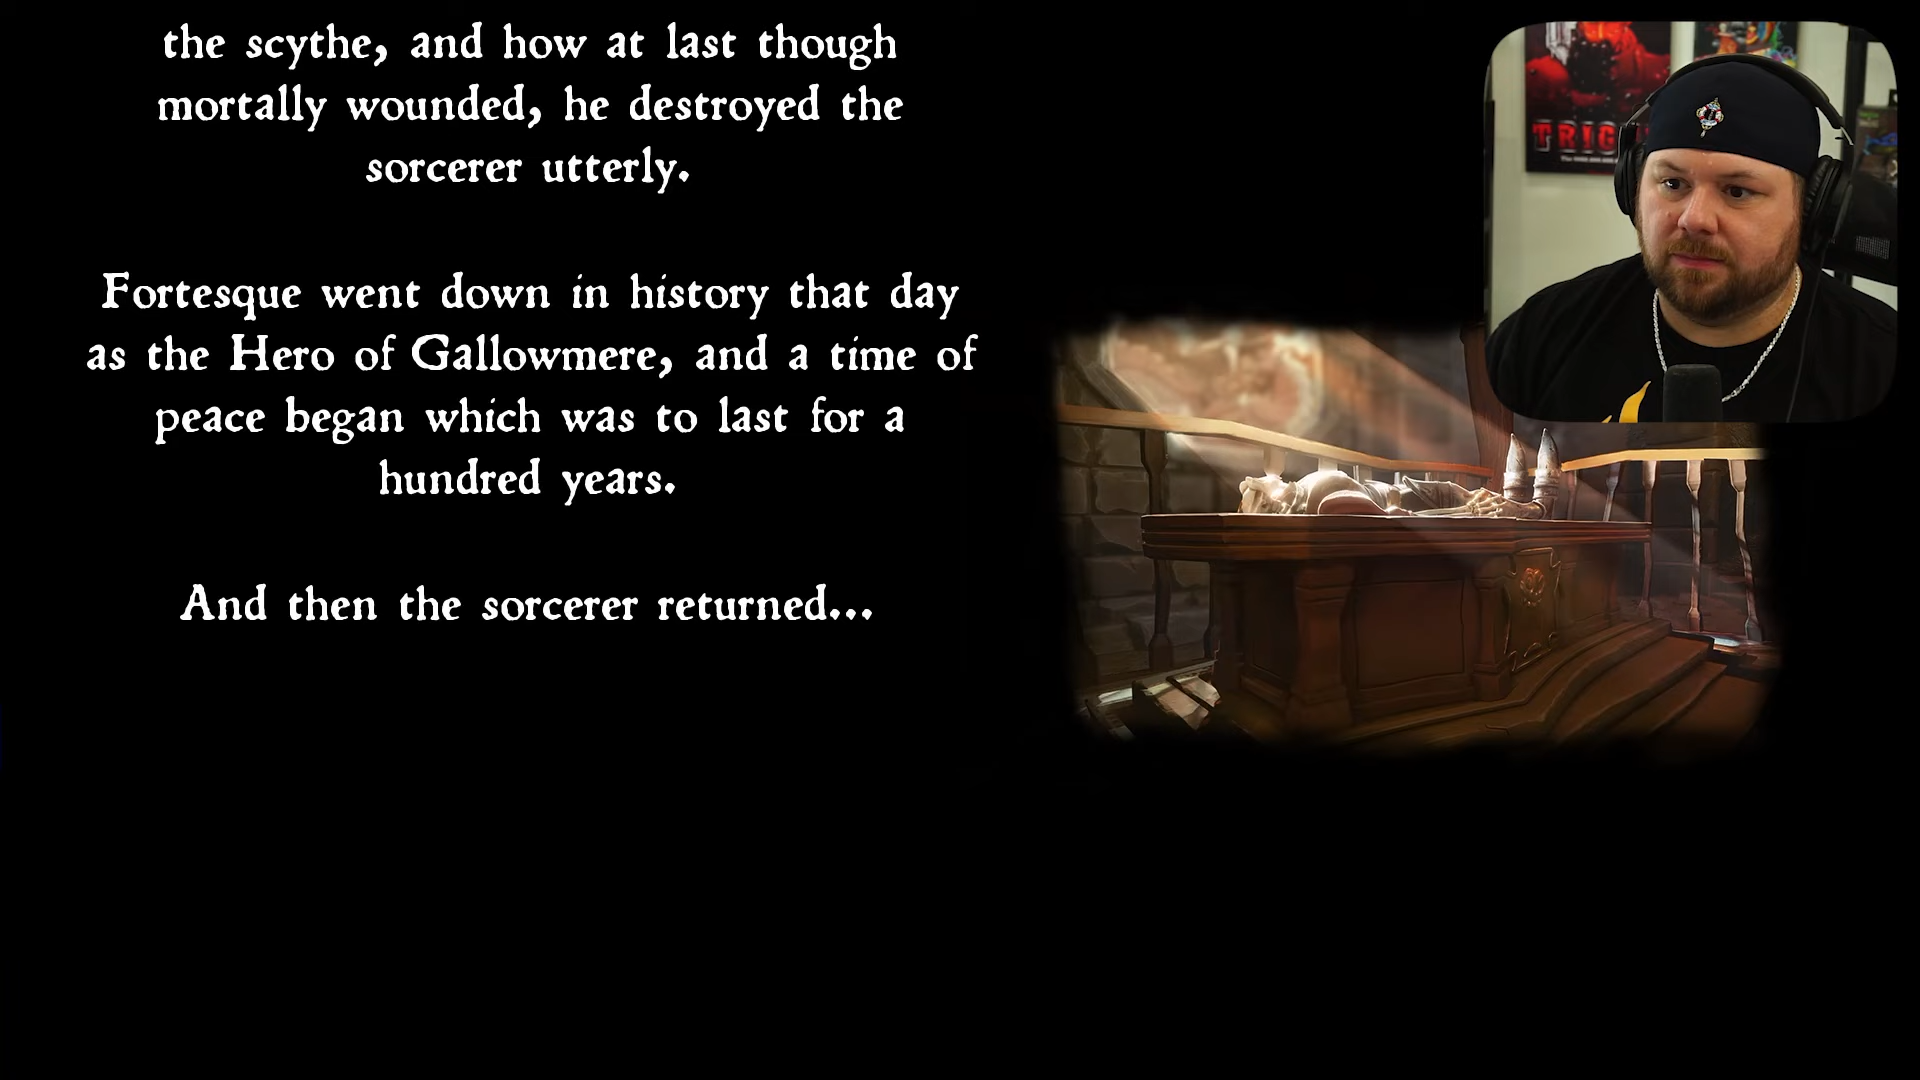 the scythe, and how at last though
mortally wounded, he destroyed the
sorcerer utterly.
Fortesque went down in history that day
as the Hero of Gallowmere, and a time of
peace began which was to last for a
hundred years.
And then the sorcerer returned...
TRIG